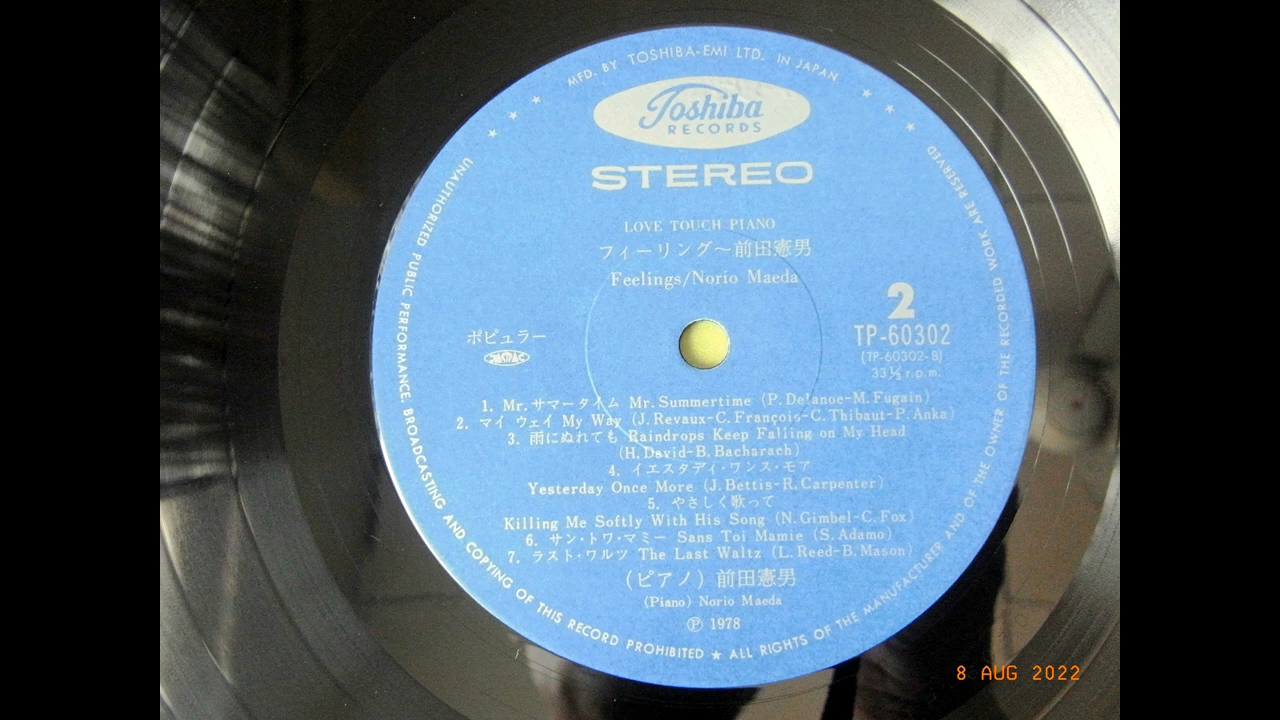 MFD. BY TOSHIBA-EMI LTD. IN JAPAN
Toshiba
RECORDS
STEREO
LOVE TOUCH PIANO
フィーリング〜前田憲男
Feelings/Norio Maeda
2
ポピュラー
TP-60302
JASRAC
(TP-60302-B)
33⅓ r.p.m.
1. Mr.サマータイム Mr. Summertime (P. Delanoe-M. Fugain)
2. マイ ウェイ My Way (J. Revaux-C. François-C. Thibaut-P. Anka)
3. 雨にぬれても Raindrops Keep Falling on My Head
(H. David-B. Bacharach)
4. イエスタデイ・ワンス・モア
Yesterday Once More (J. Bettis-R. Carpenter)
5. やさしく歌って
Killing Me Softly With His Song (N. Gimbel-C. Fox)
6. サン・トワ・マミー Sans Toi Mamie (S. Adamo)
7. ラスト・ワルツ The Last Waltz (L. Reed-B. Mason)
(ピアノ) 前田憲男
(Piano) Norio Maeda
Ⓟ 1978
UNAUTHORIZED PUBLIC PERFORMANCE, BROADCASTING AND COPYING OF THIS RECORD PROHIBITED ★ ALL RIGHTS OF THE MANUFACTURER AND OF THE OWNER OF THE RECORDED WORK ARE RESERVED
8 AUG 2022